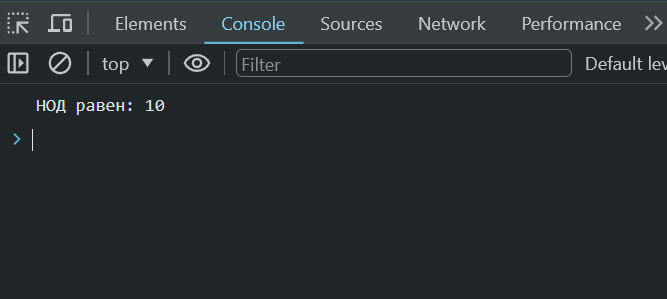 Elements Console Sources Network Performance
top Filter Default lev
НОД равен: 10